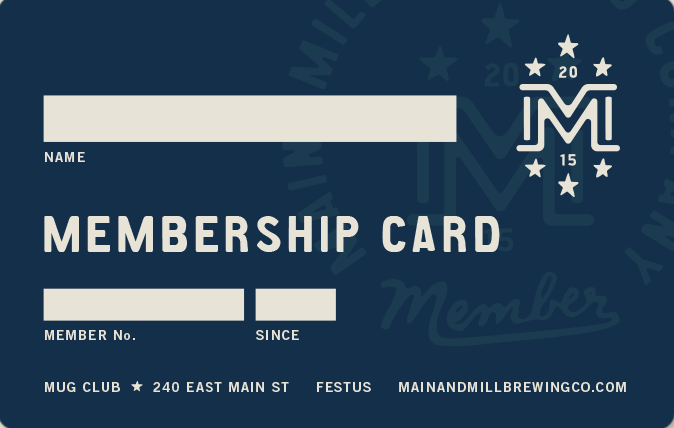 20
M
15
NAME
MEMBERSHIP CARD
Member
MEMBER No.
SINCE
MUG CLUB ★ 240 EAST MAIN ST FESTUS MAINANDMILLBREWINGCO.COM